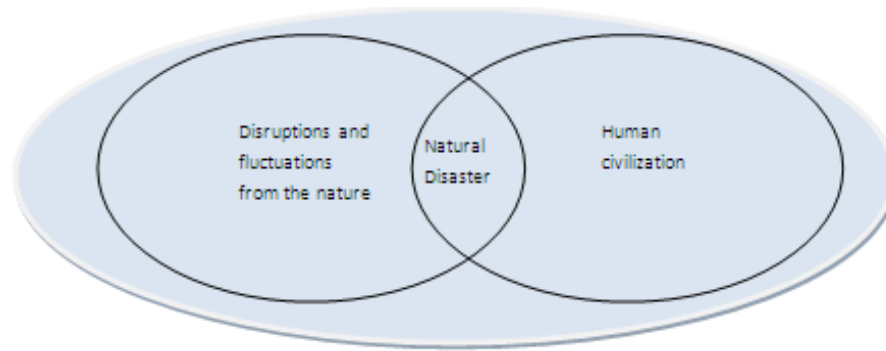 Disruptions and
fluctuations
from the nature
Natural
Disaster
Human
civilization